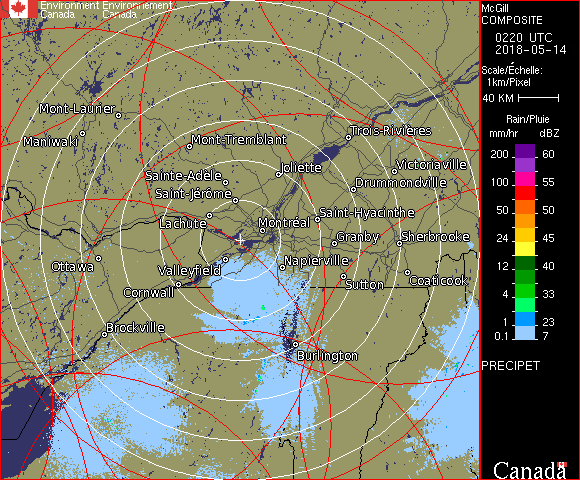 Environment Environnement
Canada Canada
Mont-Laurier
Trois-Rivières
Maniwaki
Mont-Tremblant
Joliette
Victoriaville
Sainte-Adèle
Drummondville
Saint-Jérôme
Lachute
Saint-Hyacinthe
Montréal
Granby
Sherbrooke
Ottawa
Valleyfield
Napierville
Cornwall
Sutton
Coaticook
Brockville
Burlington
McGill
COMPOSITE
0220 UTC
2018-05-14
Scale/Échelle:
1km/Pixel
40 KM
Rain/Pluie
mm/hr dBZ
200 60
150 57
100 55
50 50
24 45
12 40
4 33
1 23
0.1 7
PRECIPET
Canada